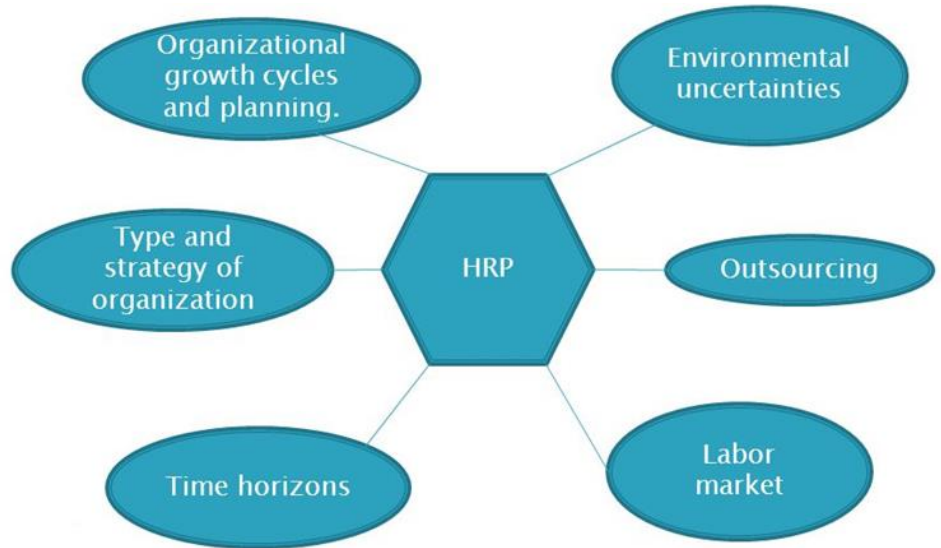 Organizational
growth cycles
and planning.
Environmental
uncertainties
Type and
strategy of
organization
HRP
Outsourcing
Time horizons
Labor
market